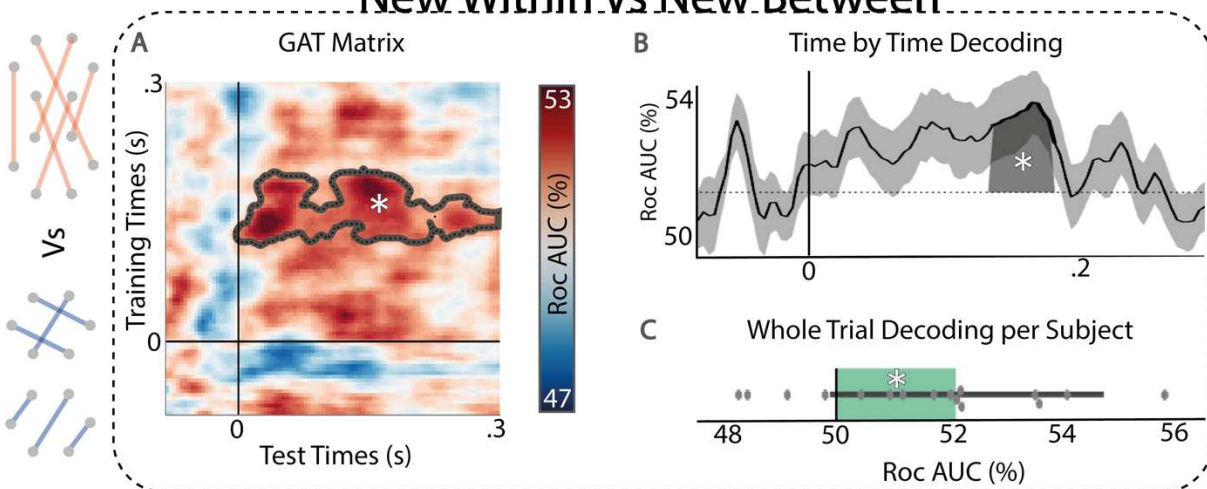 New Within Vs New Between
A
GAT Matrix
.3
0
Training Times (s)
0
.3
Test Times (s)
53
Roc AUC (%)
47
Vs
B
Time by Time Decoding
54
50
Roc AUC (%)
*
0
.2
C
Whole Trial Decoding per Subject
*
48
50
52
54
56
Roc AUC (%)